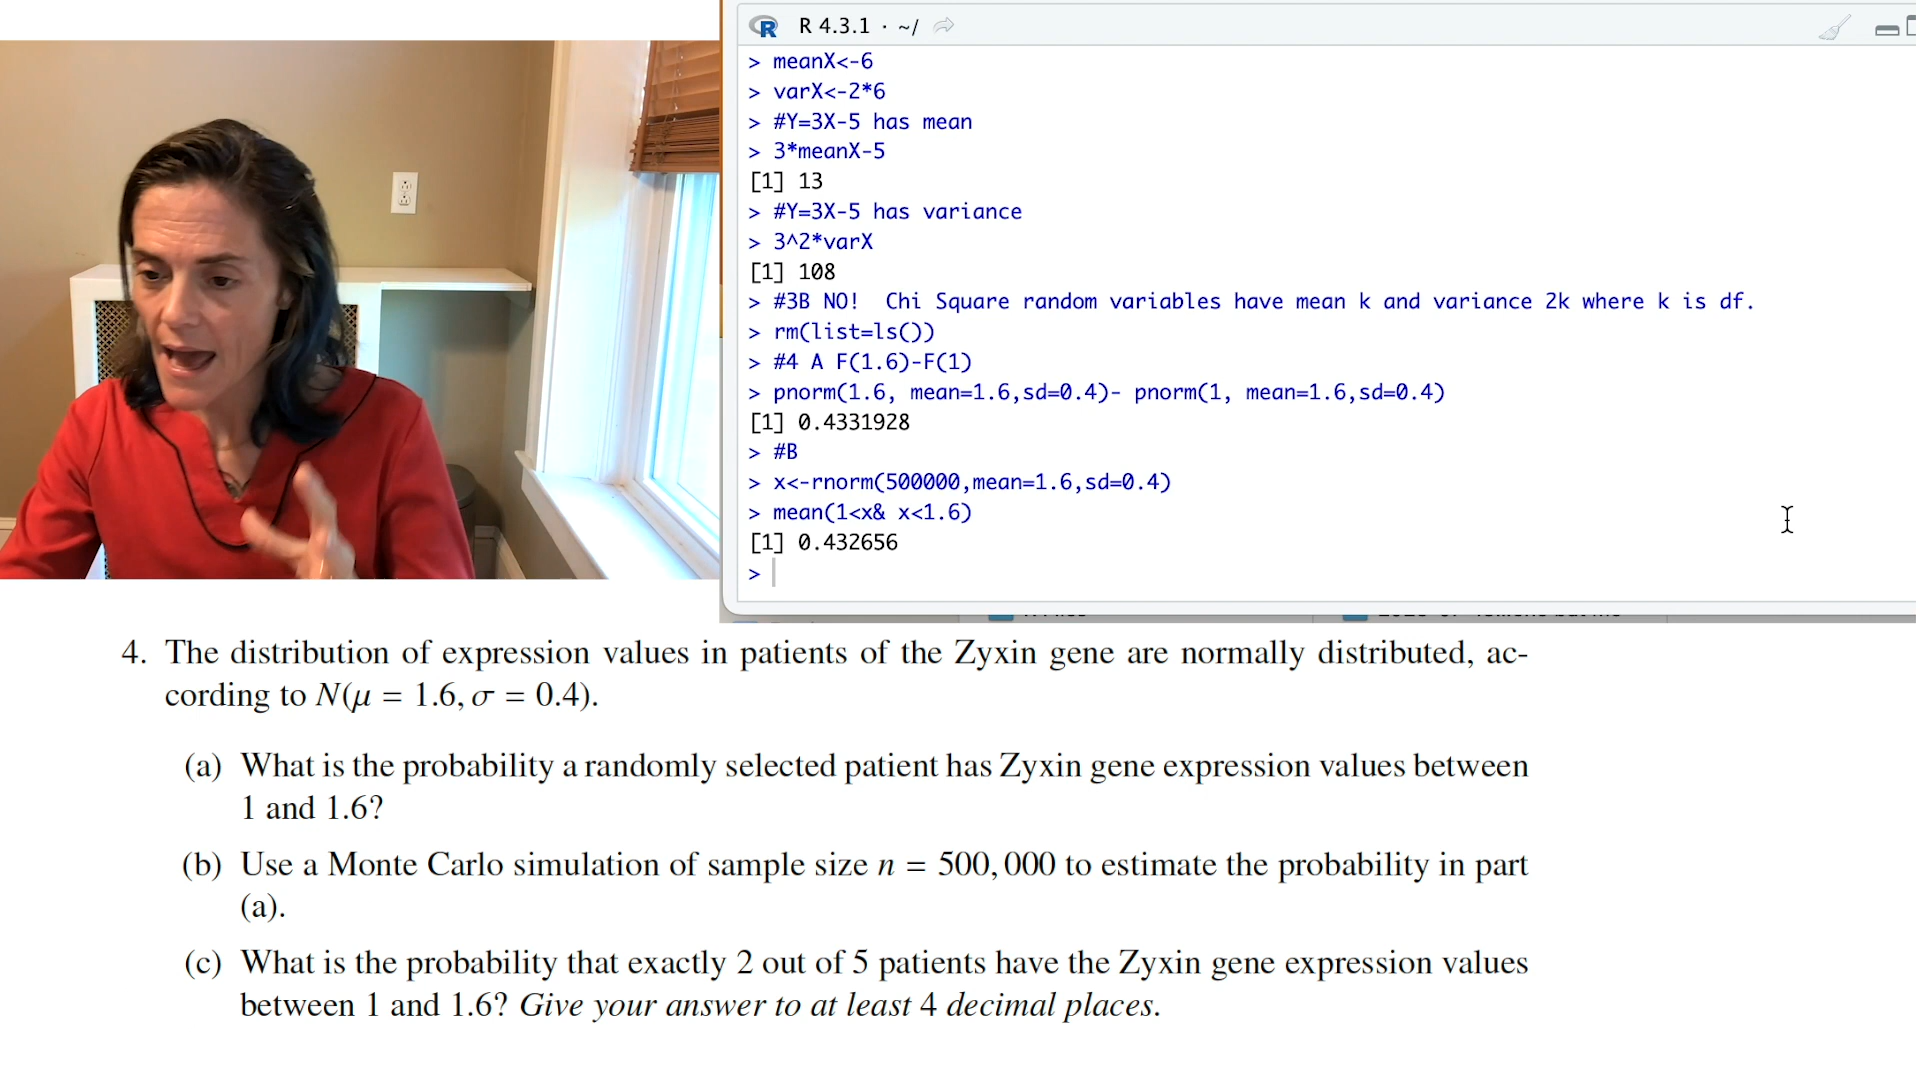 R 4.3.1 · ~/
> meanX<-6
> varX<-2*6
> #Y=3X-5 has mean
> 3*meanX-5
[1] 13
> #Y=3X-5 has variance
> 3^2*varX
[1] 108
> #3B NO!  Chi Square random variables have mean k and variance 2k where k is df.
> rm(list=ls())
> #4 A F(1.6)-F(1)
> pnorm(1.6, mean=1.6,sd=0.4)- pnorm(1, mean=1.6,sd=0.4)
[1] 0.4331928
> #B
> x<-rnorm(500000,mean=1.6,sd=0.4)
> mean(1<x& x<1.6)
[1] 0.432656
>
4. The distribution of expression values in patients of the Zyxin gene are normally distributed, ac-
cording to N(μ = 1.6, σ = 0.4).
(a) What is the probability a randomly selected patient has Zyxin gene expression values between
1 and 1.6?
(b) Use a Monte Carlo simulation of sample size n = 500, 000 to estimate the probability in part
(a).
(c) What is the probability that exactly 2 out of 5 patients have the Zyxin gene expression values
between 1 and 1.6? Give your answer to at least 4 decimal places.